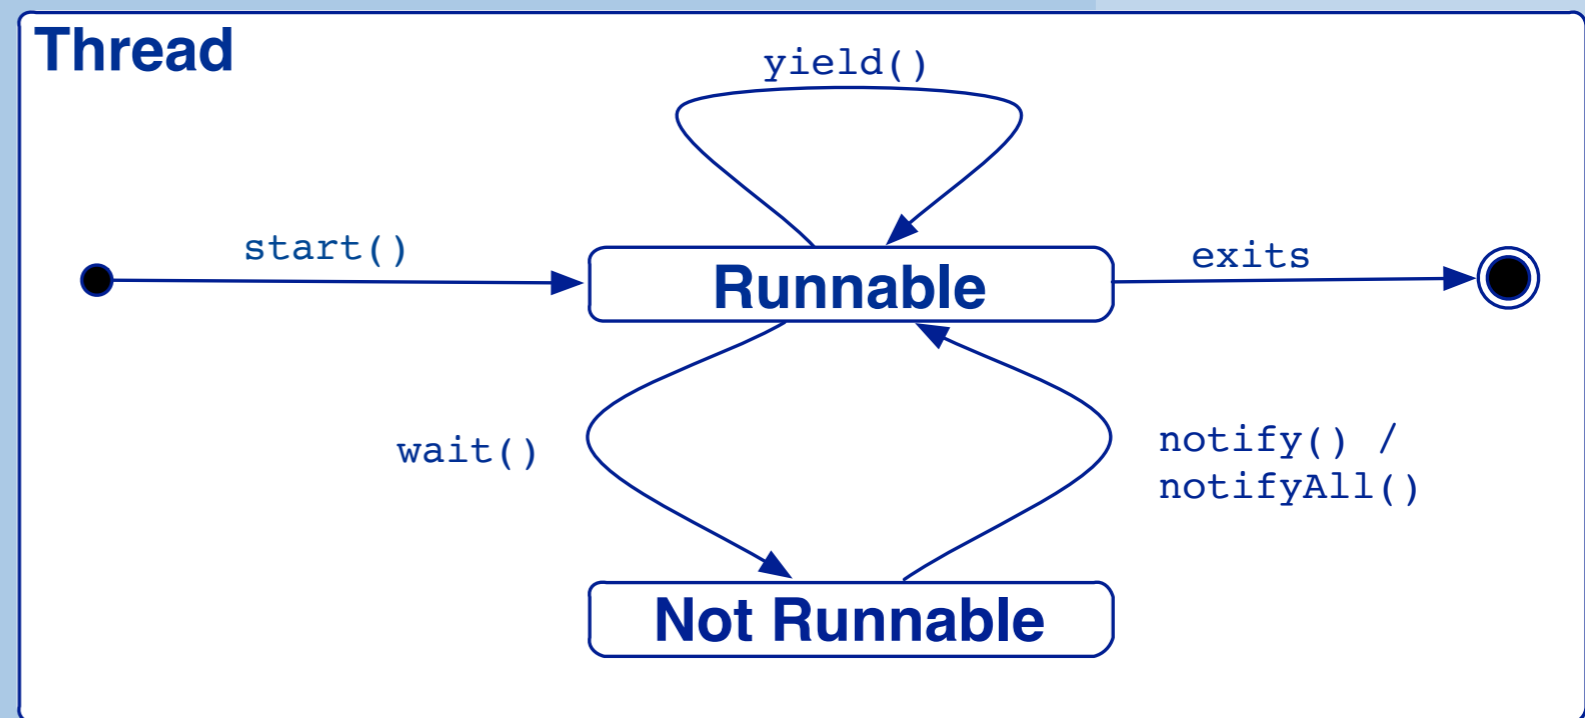 Thread
yield()
start()
exits
Runnable
wait()
notify() /
notifyAll()
Not Runnable